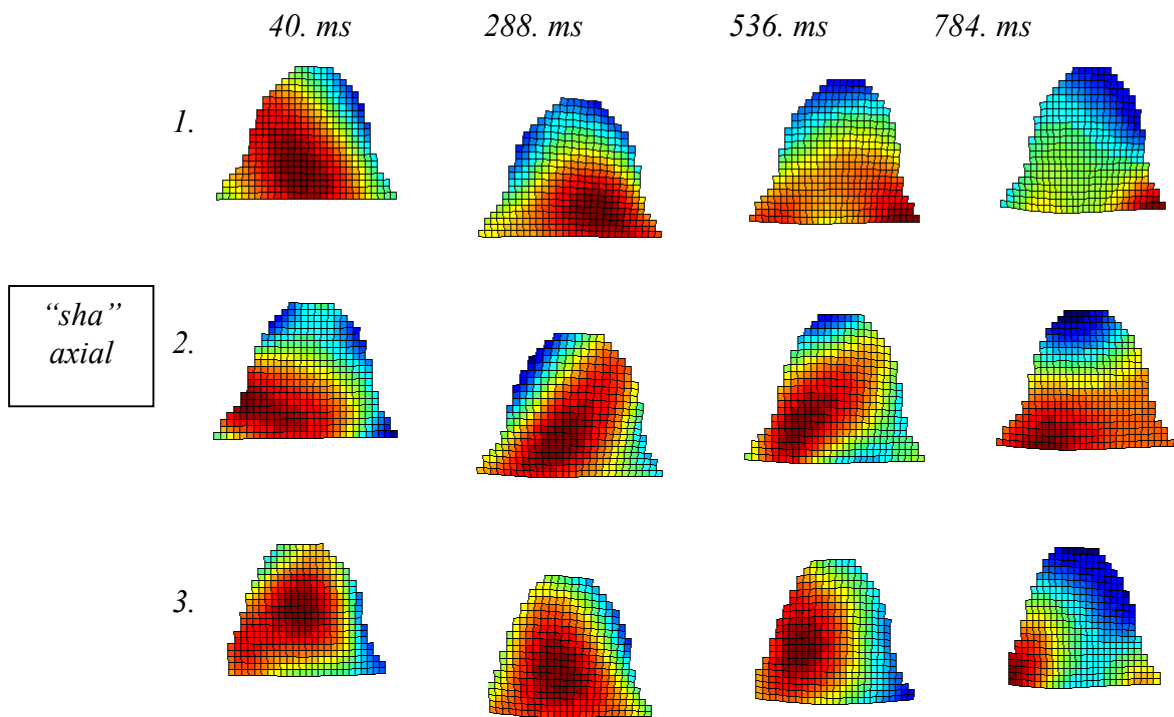 40. ms 288. ms 536. ms 784. ms
1.
“sha”
axial
2.
3.